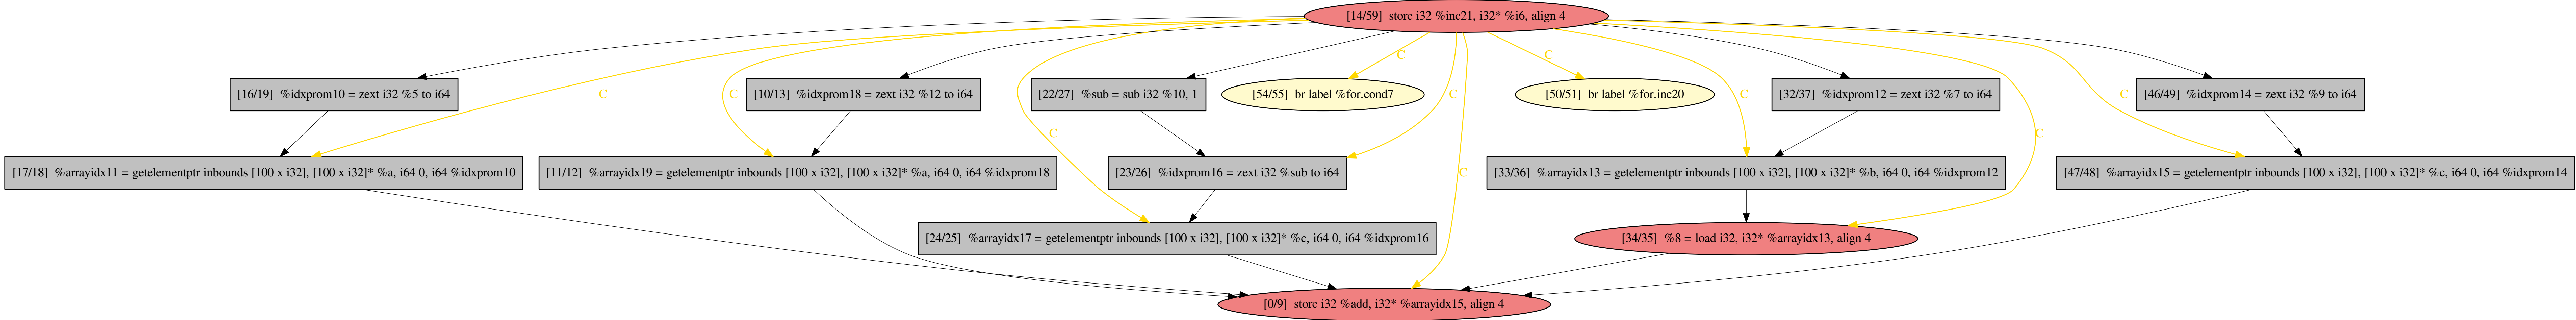 [14/59] store i32 %inc21, i32* %i6, align 4
[16/19] %idxprom10 = zext i32 %5 to i64
C
C
[10/13] %idxprom18 = zext i32 %12 to i64
[22/27] %sub = sub i32 %10, 1
C
[54/55] br label %for.cond7
C
C
[50/51] br label %for.inc20
C
[32/37] %idxprom12 = zext i32 %7 to i64
C
[46/49] %idxprom14 = zext i32 %9 to i64
C
C
C
[17/18] %arrayidx11 = getelementptr inbounds [100 x i32], [100 x i32]* %a, i64 0, i64 %idxprom10
[11/12] %arrayidx19 = getelementptr inbounds [100 x i32], [100 x i32]* %a, i64 0, i64 %idxprom18
[23/26] %idxprom16 = zext i32 %sub to i64
C
[33/36] %arrayidx13 = getelementptr inbounds [100 x i32], [100 x i32]* %b, i64 0, i64 %idxprom12
[47/48] %arrayidx15 = getelementptr inbounds [100 x i32], [100 x i32]* %c, i64 0, i64 %idxprom14
[24/25] %arrayidx17 = getelementptr inbounds [100 x i32], [100 x i32]* %c, i64 0, i64 %idxprom16
[34/35] %8 = load i32, i32* %arrayidx13, align 4
[0/9] store i32 %add, i32* %arrayidx15, align 4